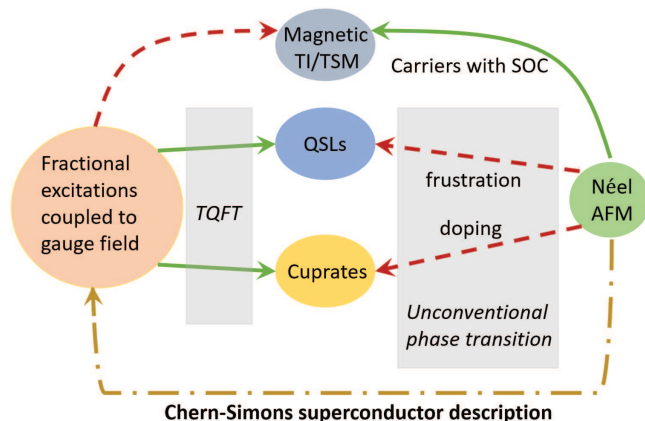 Magnetic
TI/TSM
Carriers with SOC
Fractional
excitations
coupled to
gauge field
TQFT
QSLs
frustration
Néel
AFM
doping
Cuprates
Unconventional
phase transition
Chern-Simons superconductor description